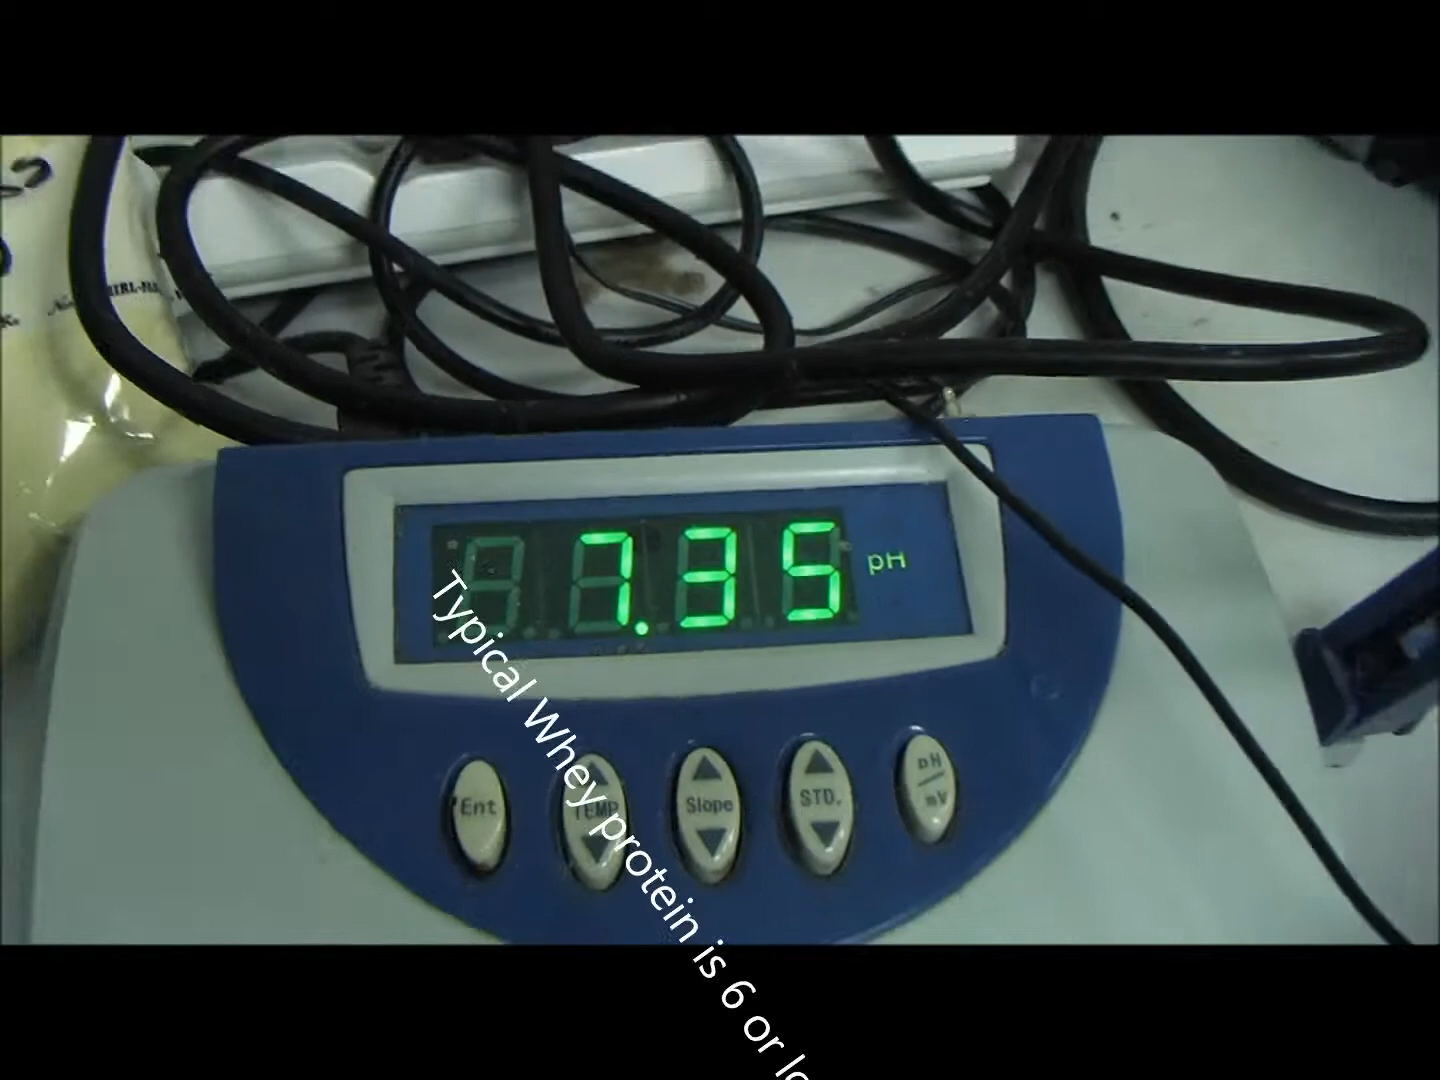 7.35 pH
Ent
TEMP
Slope
STD.
pH
mV
Typical Whey protein is 6 or